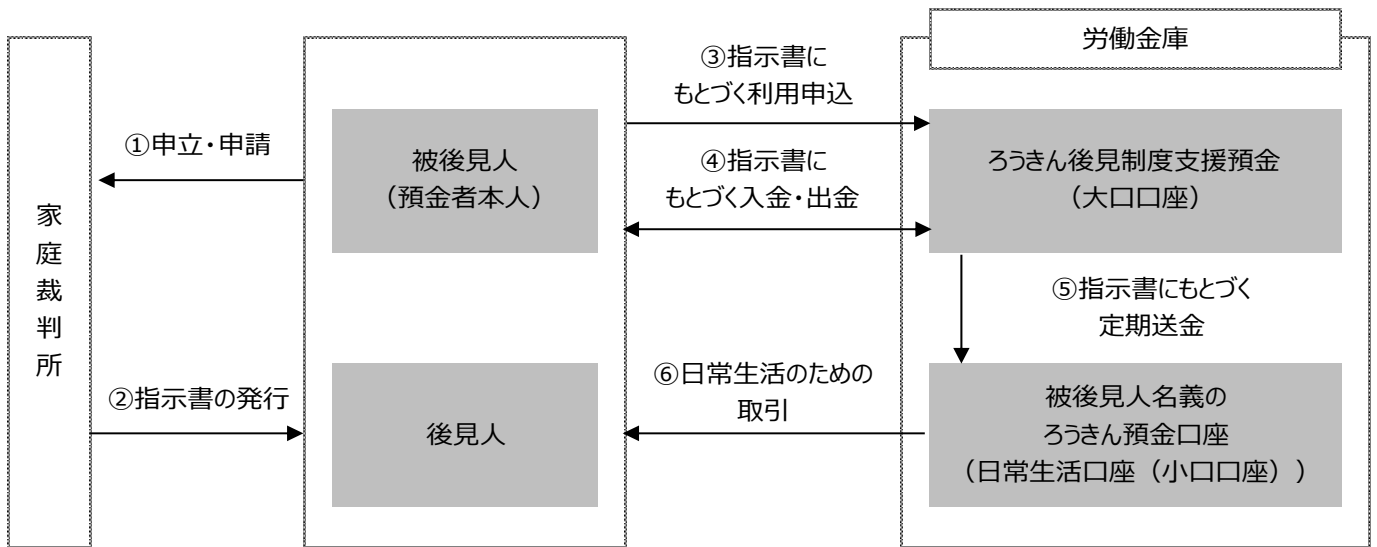 労働金庫
家庭裁判所
①申立・申請
②指示書の発行
被後見人
（預金者本人）
後見人
③指示書に
もとづく利用申込
④指示書に
もとづく入金・出金
ろうきん後見制度支援預金
（大口口座）
⑤指示書にもとづく
定期送金
⑥日常生活のための
取引
被後見人名義の
ろうきん預金口座
（日常生活口座（小口口座））